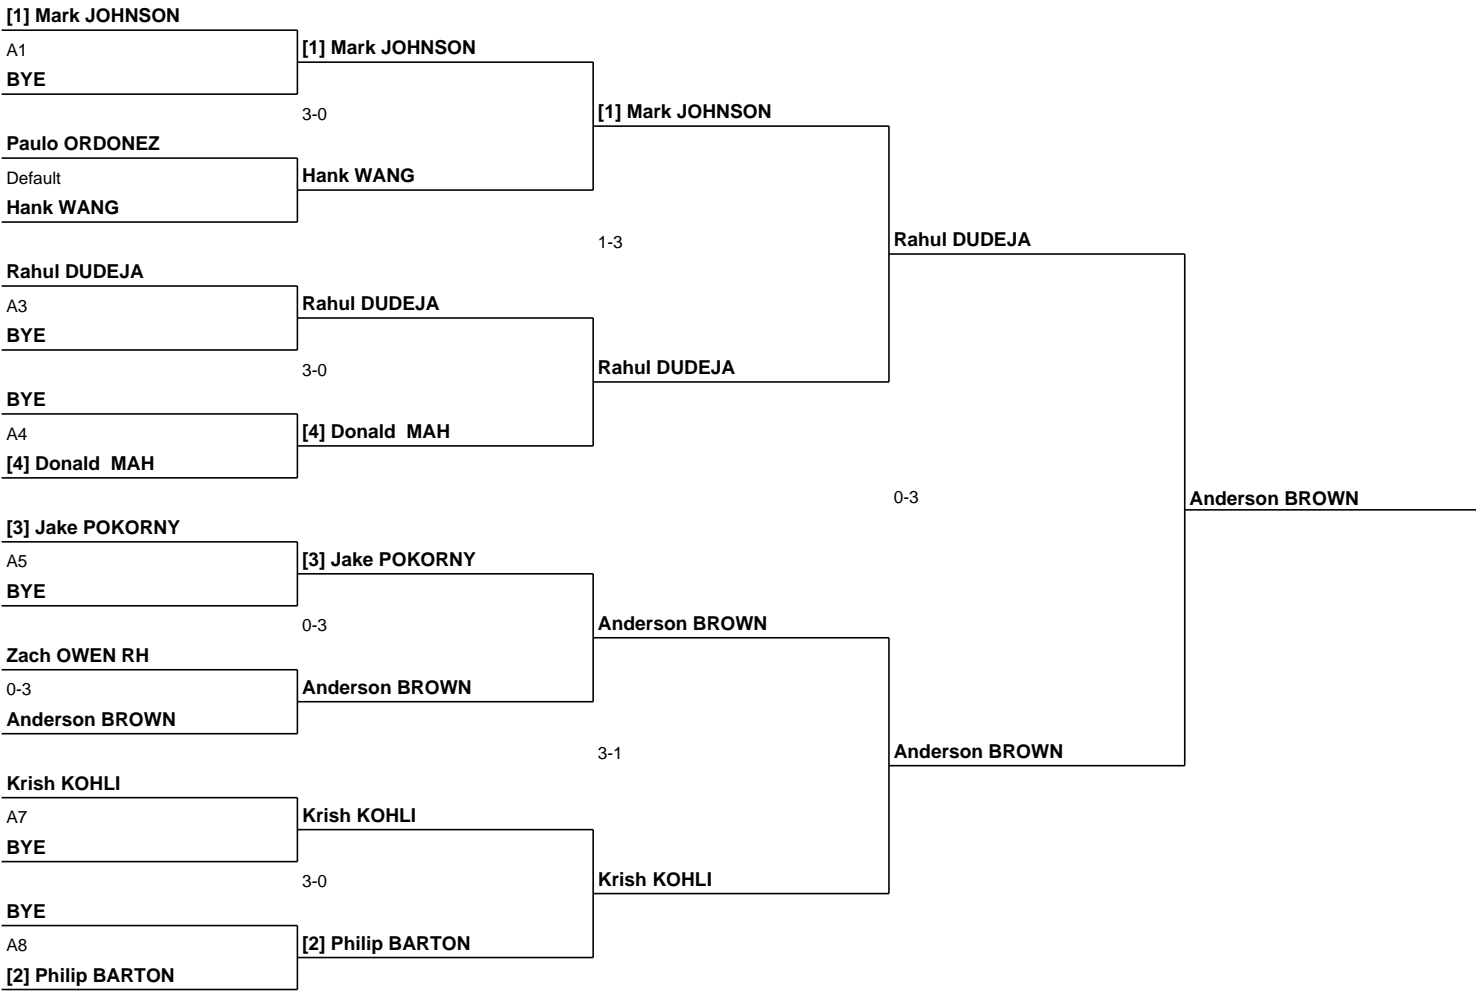 [1] Mark JOHNSON
A1
BYE
[1] Mark JOHNSON
3-0
Paulo ORDONEZ
Default
Hank WANG
Hank WANG
[1] Mark JOHNSON
1-3
Rahul DUDEJA
A3
BYE
Rahul DUDEJA
3-0
BYE
A4
[4] Donald  MAH
[4] Donald  MAH
Rahul DUDEJA
Rahul DUDEJA
0-3
Anderson BROWN
[3] Jake POKORNY
A5
BYE
[3] Jake POKORNY
0-3
Zach OWEN RH
0-3
Anderson BROWN
Anderson BROWN
Anderson BROWN
3-1
Anderson BROWN
Krish KOHLI
A7
BYE
Krish KOHLI
3-0
BYE
A8
[2] Philip BARTON
[2] Philip BARTON
Krish KOHLI